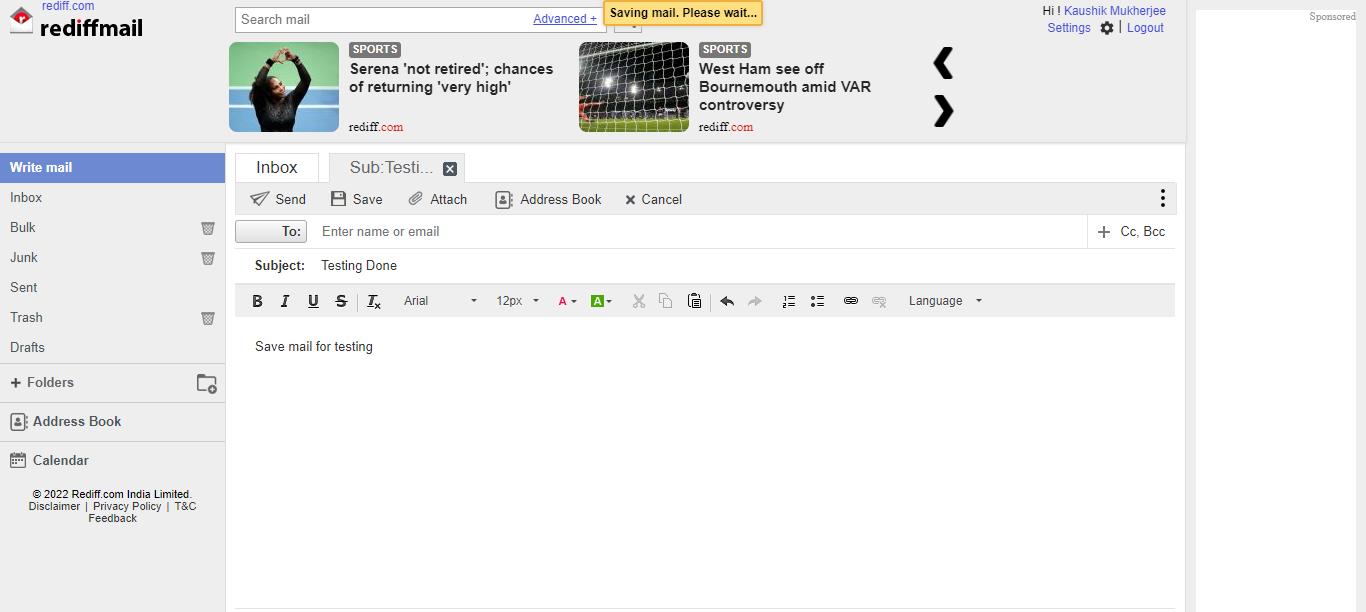 rediff.com
rediffmail
Search mail
Advanced +
Saving mail. Please wait...
Hi ! Kaushik Mukherjee
Settings | Logout
Sponsored
SPORTS
Serena 'not retired'; chances
of returning 'very high'
rediff.com
SPORTS
West Ham see off
Bournemouth amid VAR
controversy
rediff.com
Write mail
Inbox
Bulk
Junk
Sent
Trash
Drafts
+ Folders
Address Book
Calendar
© 2022 Rediff.com India Limited.
Disclaimer | Privacy Policy | T&C
Feedback
Inbox
Sub:Testi...
Send Save Attach Address Book Cancel
To: Enter name or email + Cc, Bcc
Subject: Testing Done
B I U S Tx Arial 12px A A Language
Save mail for testing